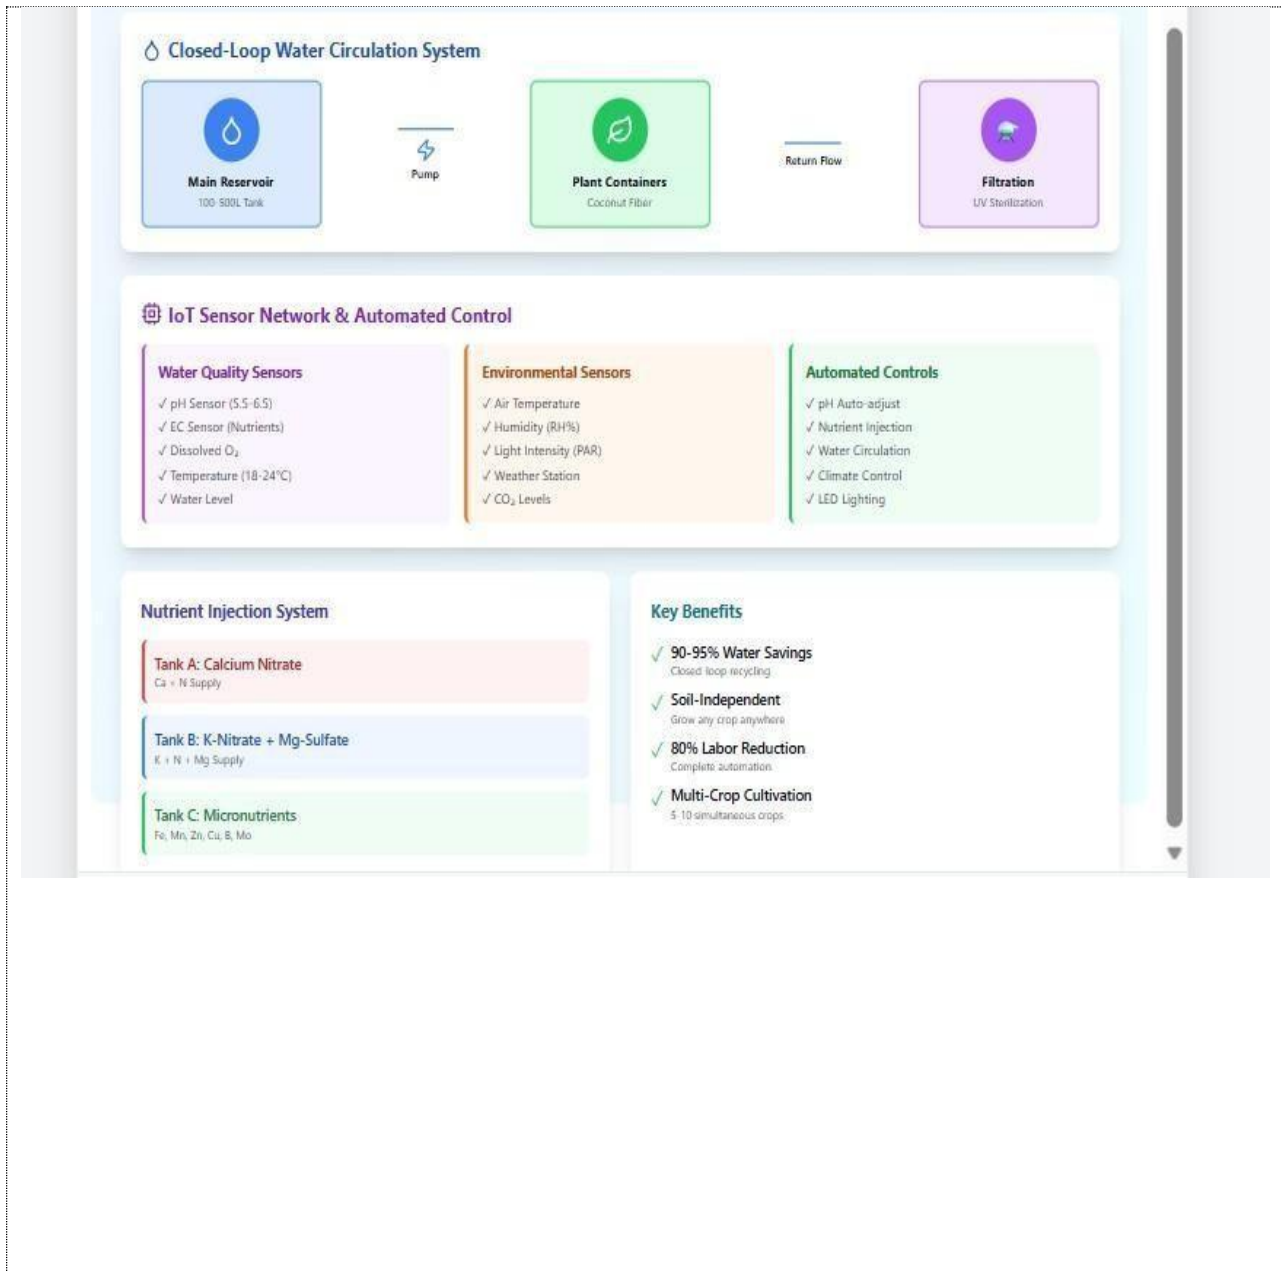 Closed-Loop Water Circulation System
Main Reservoir
100-500L Tank
Pump
Plant Containers
Coconut Fiber
Return Flow
Filtration
UV Sterilization
IoT Sensor Network & Automated Control
Water Quality Sensors
✓ pH Sensor (5.5-6.5)
✓ EC Sensor (Nutrients)
✓ Dissolved O₂
✓ Temperature (18-24°C)
✓ Water Level
Environmental Sensors
✓ Air Temperature
✓ Humidity (RH%)
✓ Light Intensity (PAR)
✓ Weather Station
✓ CO₂ Levels
Automated Controls
✓ pH Auto-adjust
✓ Nutrient Injection
✓ Water Circulation
✓ Climate Control
✓ LED Lighting
Nutrient Injection System
Tank A: Calcium Nitrate
Ca + N Supply
Tank B: K-Nitrate + Mg-Sulfate
K + N + Mg Supply
Tank C: Micronutrients
Fe, Mn, Zn, Cu, B, Mo
Key Benefits
✓ 90-95% Water Savings
Closed loop recycling
✓ Soil-Independent
Grow any crop anywhere
✓ 80% Labor Reduction
Complete automation
✓ Multi-Crop Cultivation
5-10 simultaneous crops